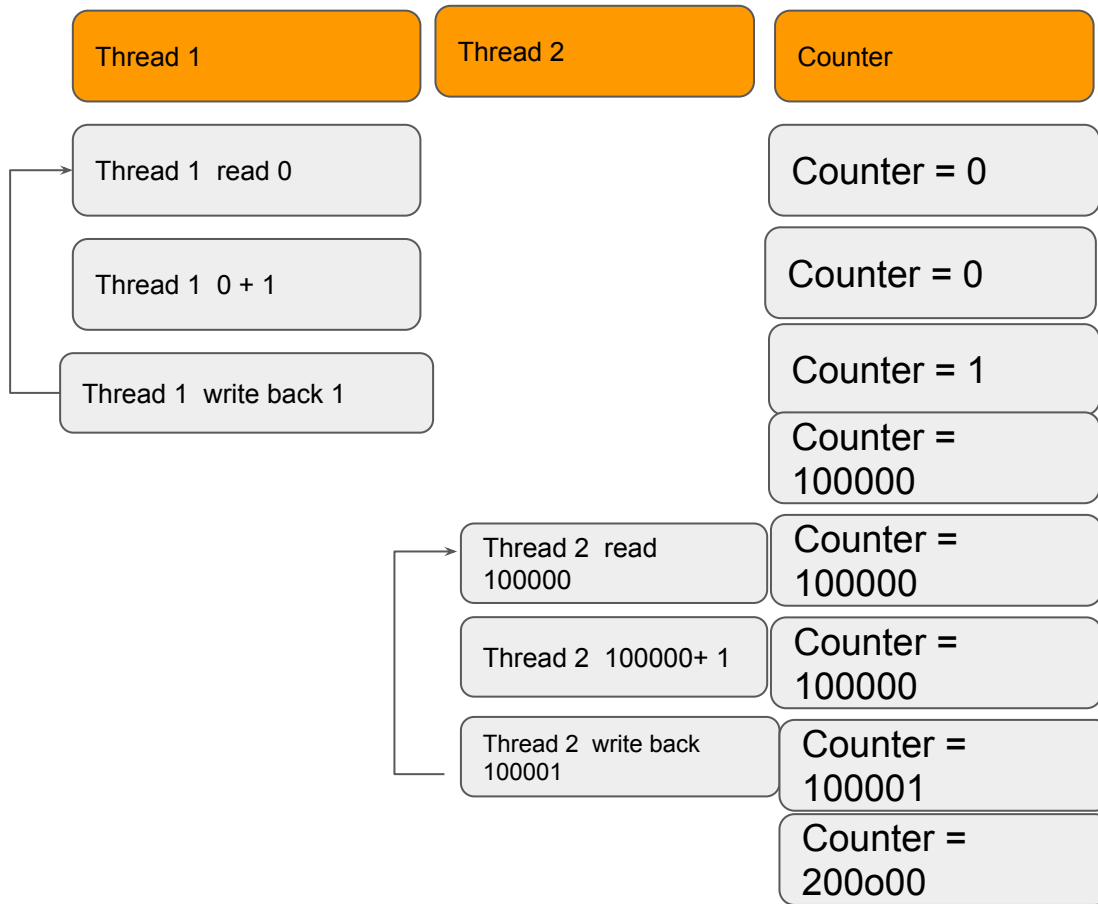 Thread 1
Thread 2
Counter
Thread 1 read 0
Counter = 0
Thread 1 0 + 1
Counter = 0
Thread 1 write back 1
Counter = 1
Counter =
100000
Thread 2 read
100000
Counter =
100000
Thread 2 100000+ 1
Counter =
100000
Thread 2 write back
100001
Counter =
100001
Counter =
200o00